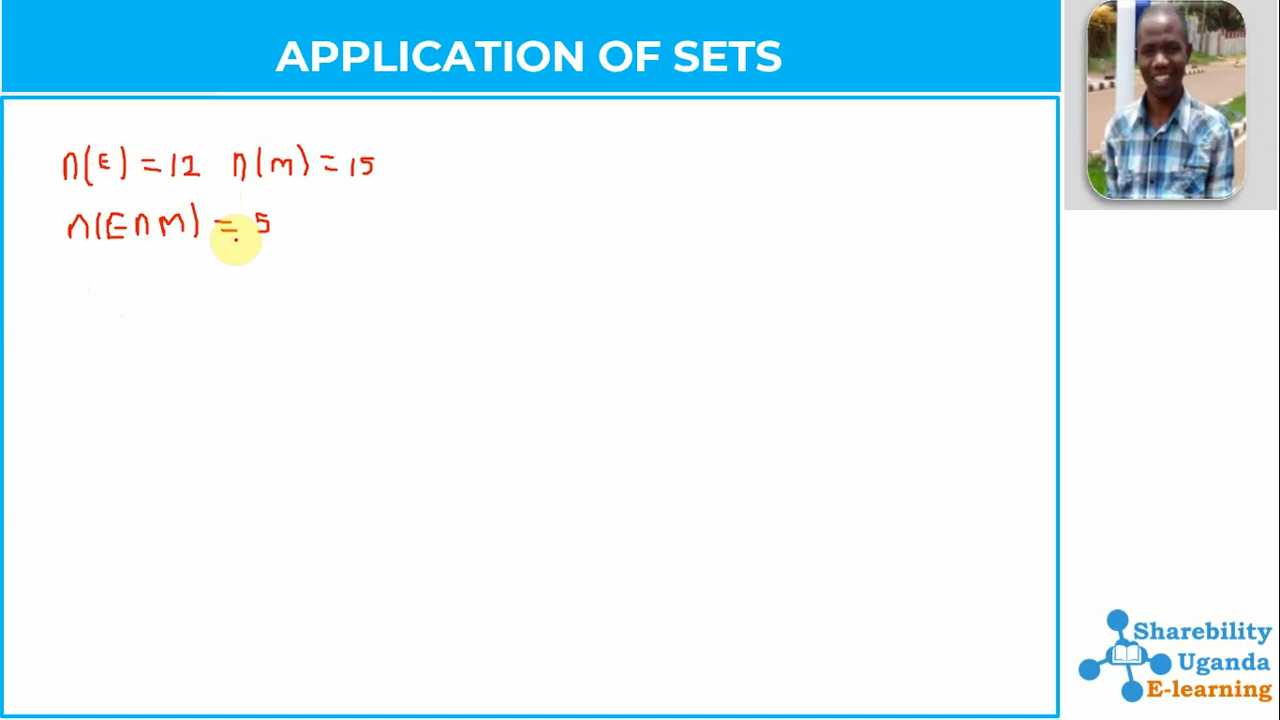 APPLICATION OF SETS
n(E) = 12 n(M) = 15
n(E∩M) = 5
Sharebility
Uganda
E-learning